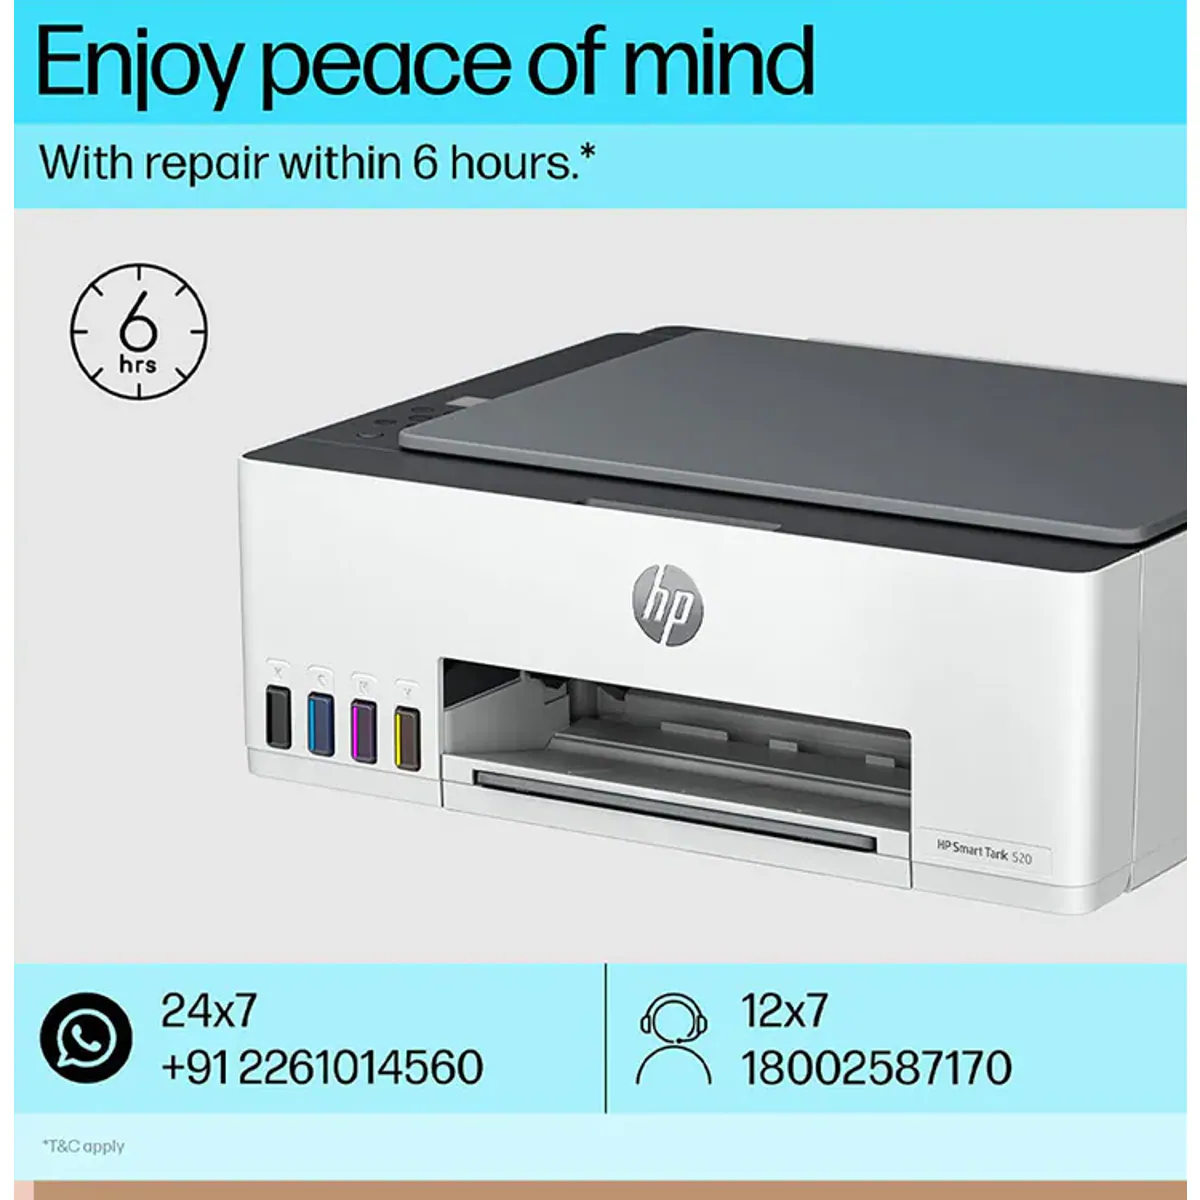 Enjoy peace of mind
With repair within 6 hours.*
6
hrs
hp
HP Smart Tank 520
24x7
+91 2261014560
12x7
18002587170
*T&C apply